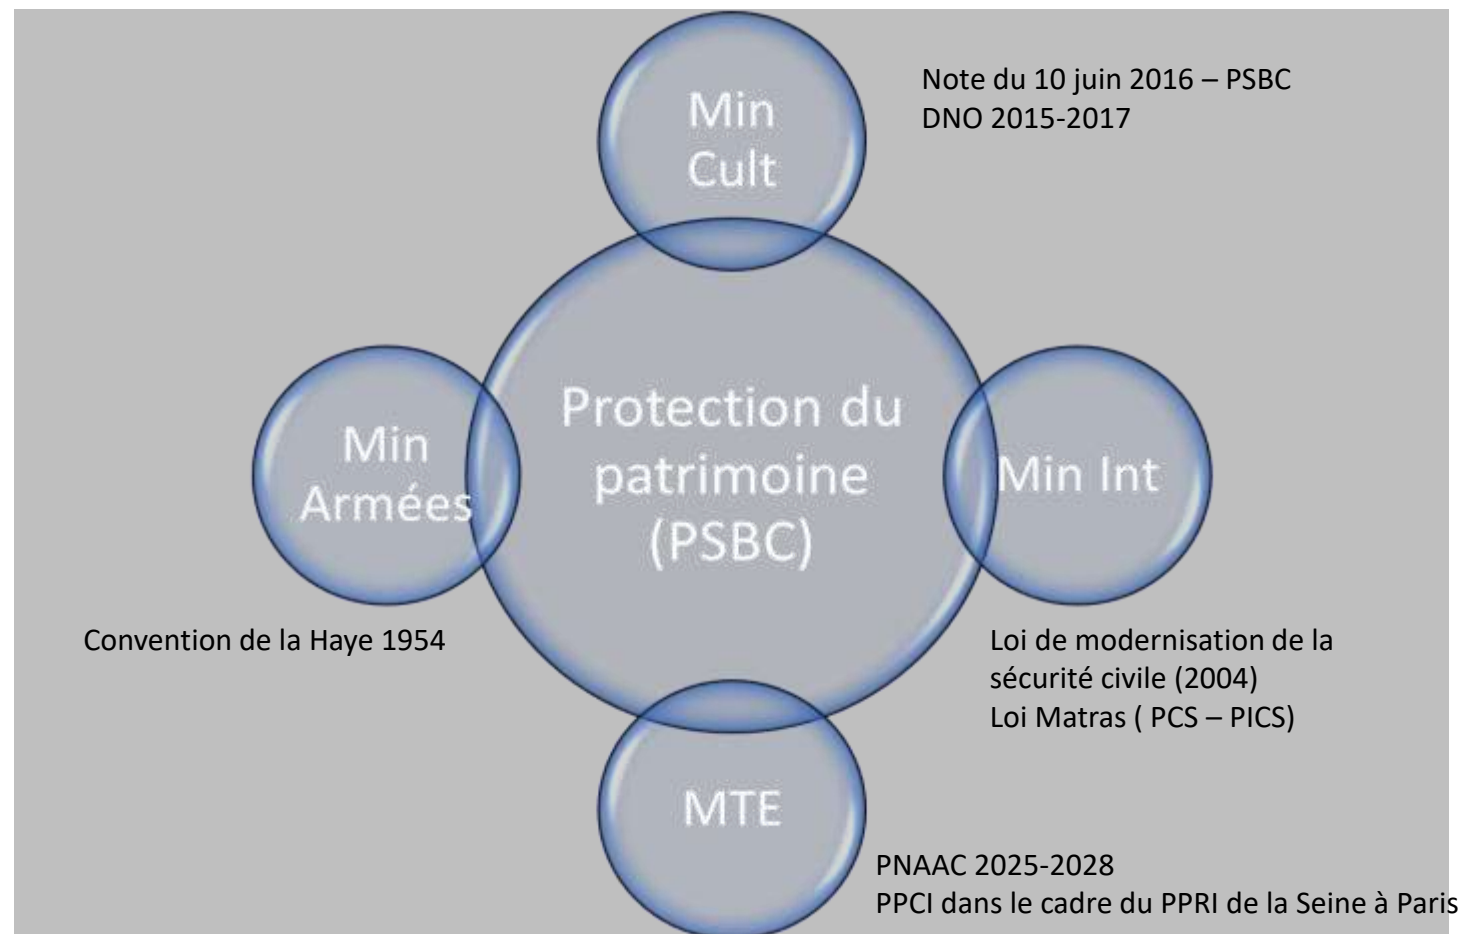 Min
Cult
Note du 10 juin 2016 – PSBC
DNO 2015-2017
Protection du
patrimoine
(PSBC)
Min
Armées
Min Int
Convention de la Haye 1954
Loi de modernisation de la
sécurité civile (2004)
Loi Matras ( PCS – PICS)
MTE
PNAAC 2025-2028
PPCI dans le cadre du PPRI de la Seine à Paris